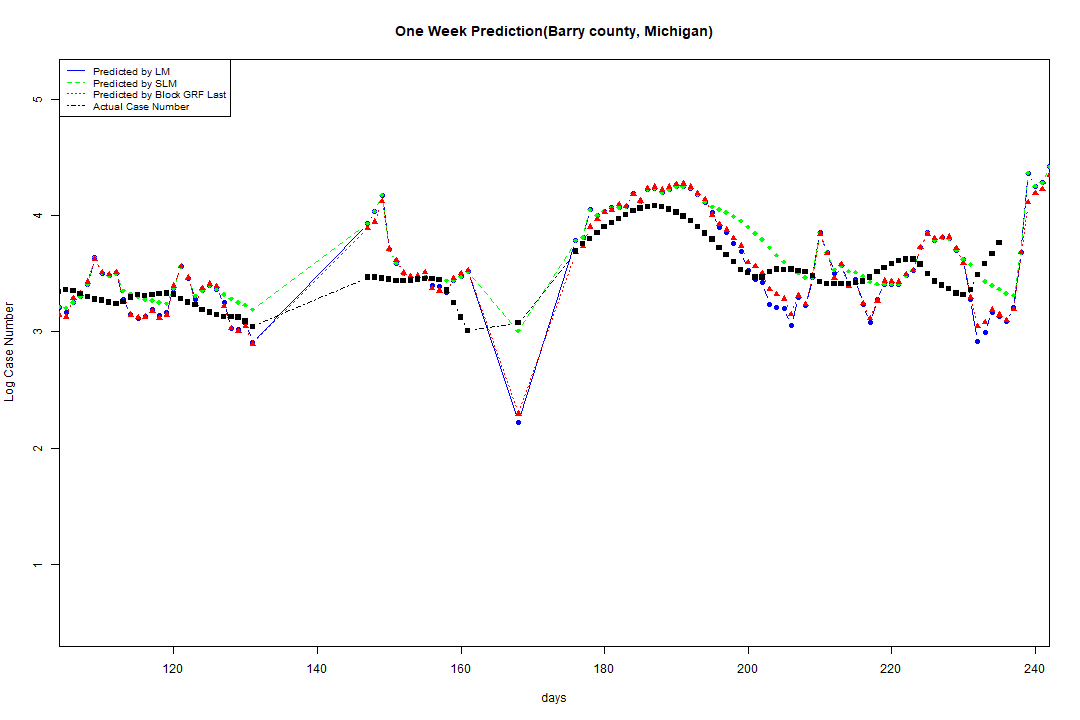 One Week Prediction(Barry county, Michigan)
Predicted by LM
Predicted by SLM
Predicted by Block GRF Last
Actual Case Number
5
4
3
2
1
Log Case Number
120 140 160 180 200 220 240
days